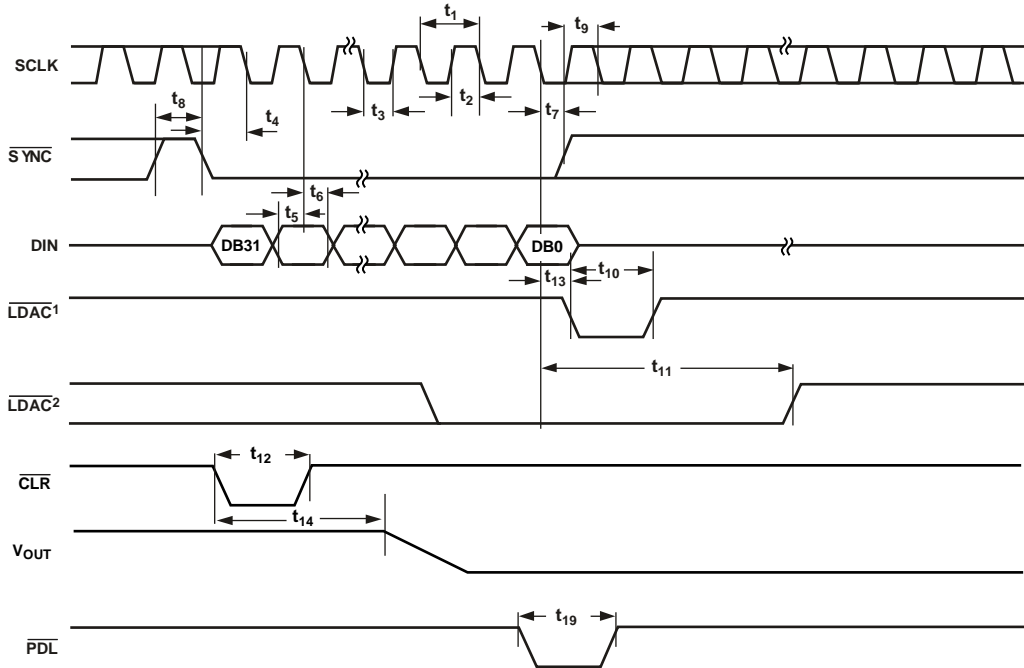 t1
t9
SCLK
t8
t4
t3
t2
t7
SYNC
t6
t5
DIN
DB31
DB0
t13
t10
LDAC1
t11
LDAC2
t12
CLR
t14
VOUT
t19
PDL